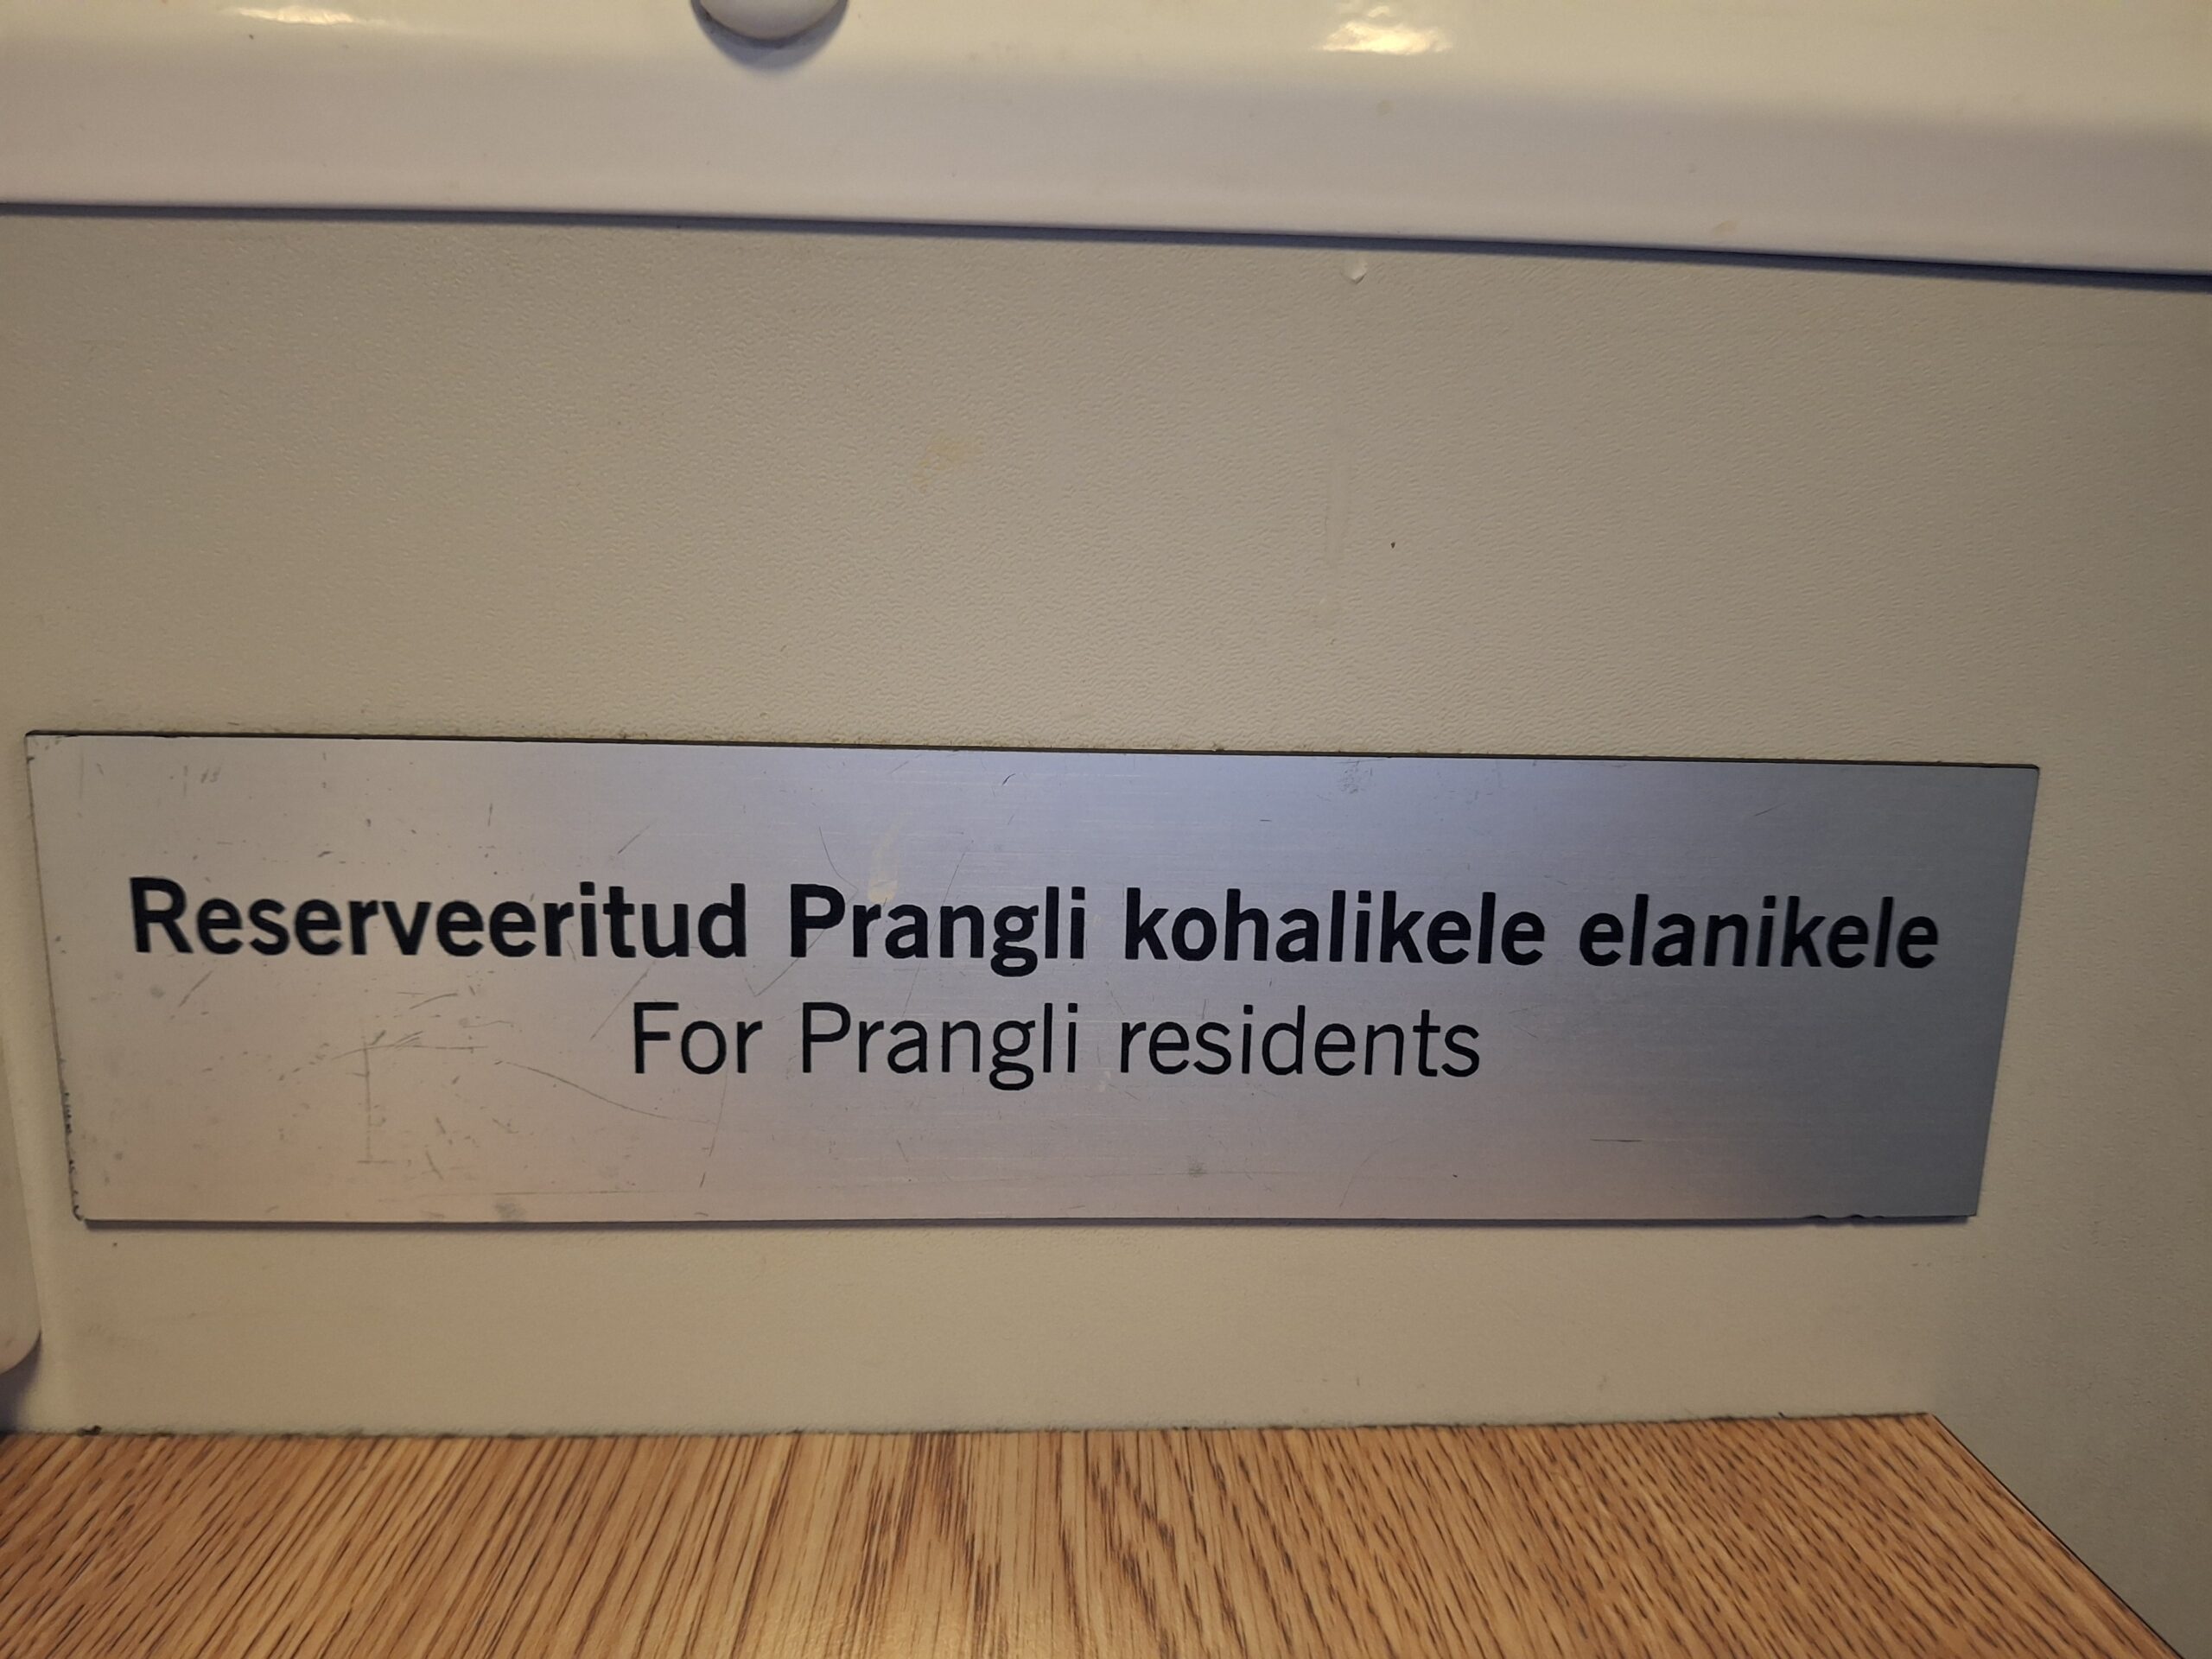 Reserveeritud Prangli kohalikele elanikele
For Prangli residents